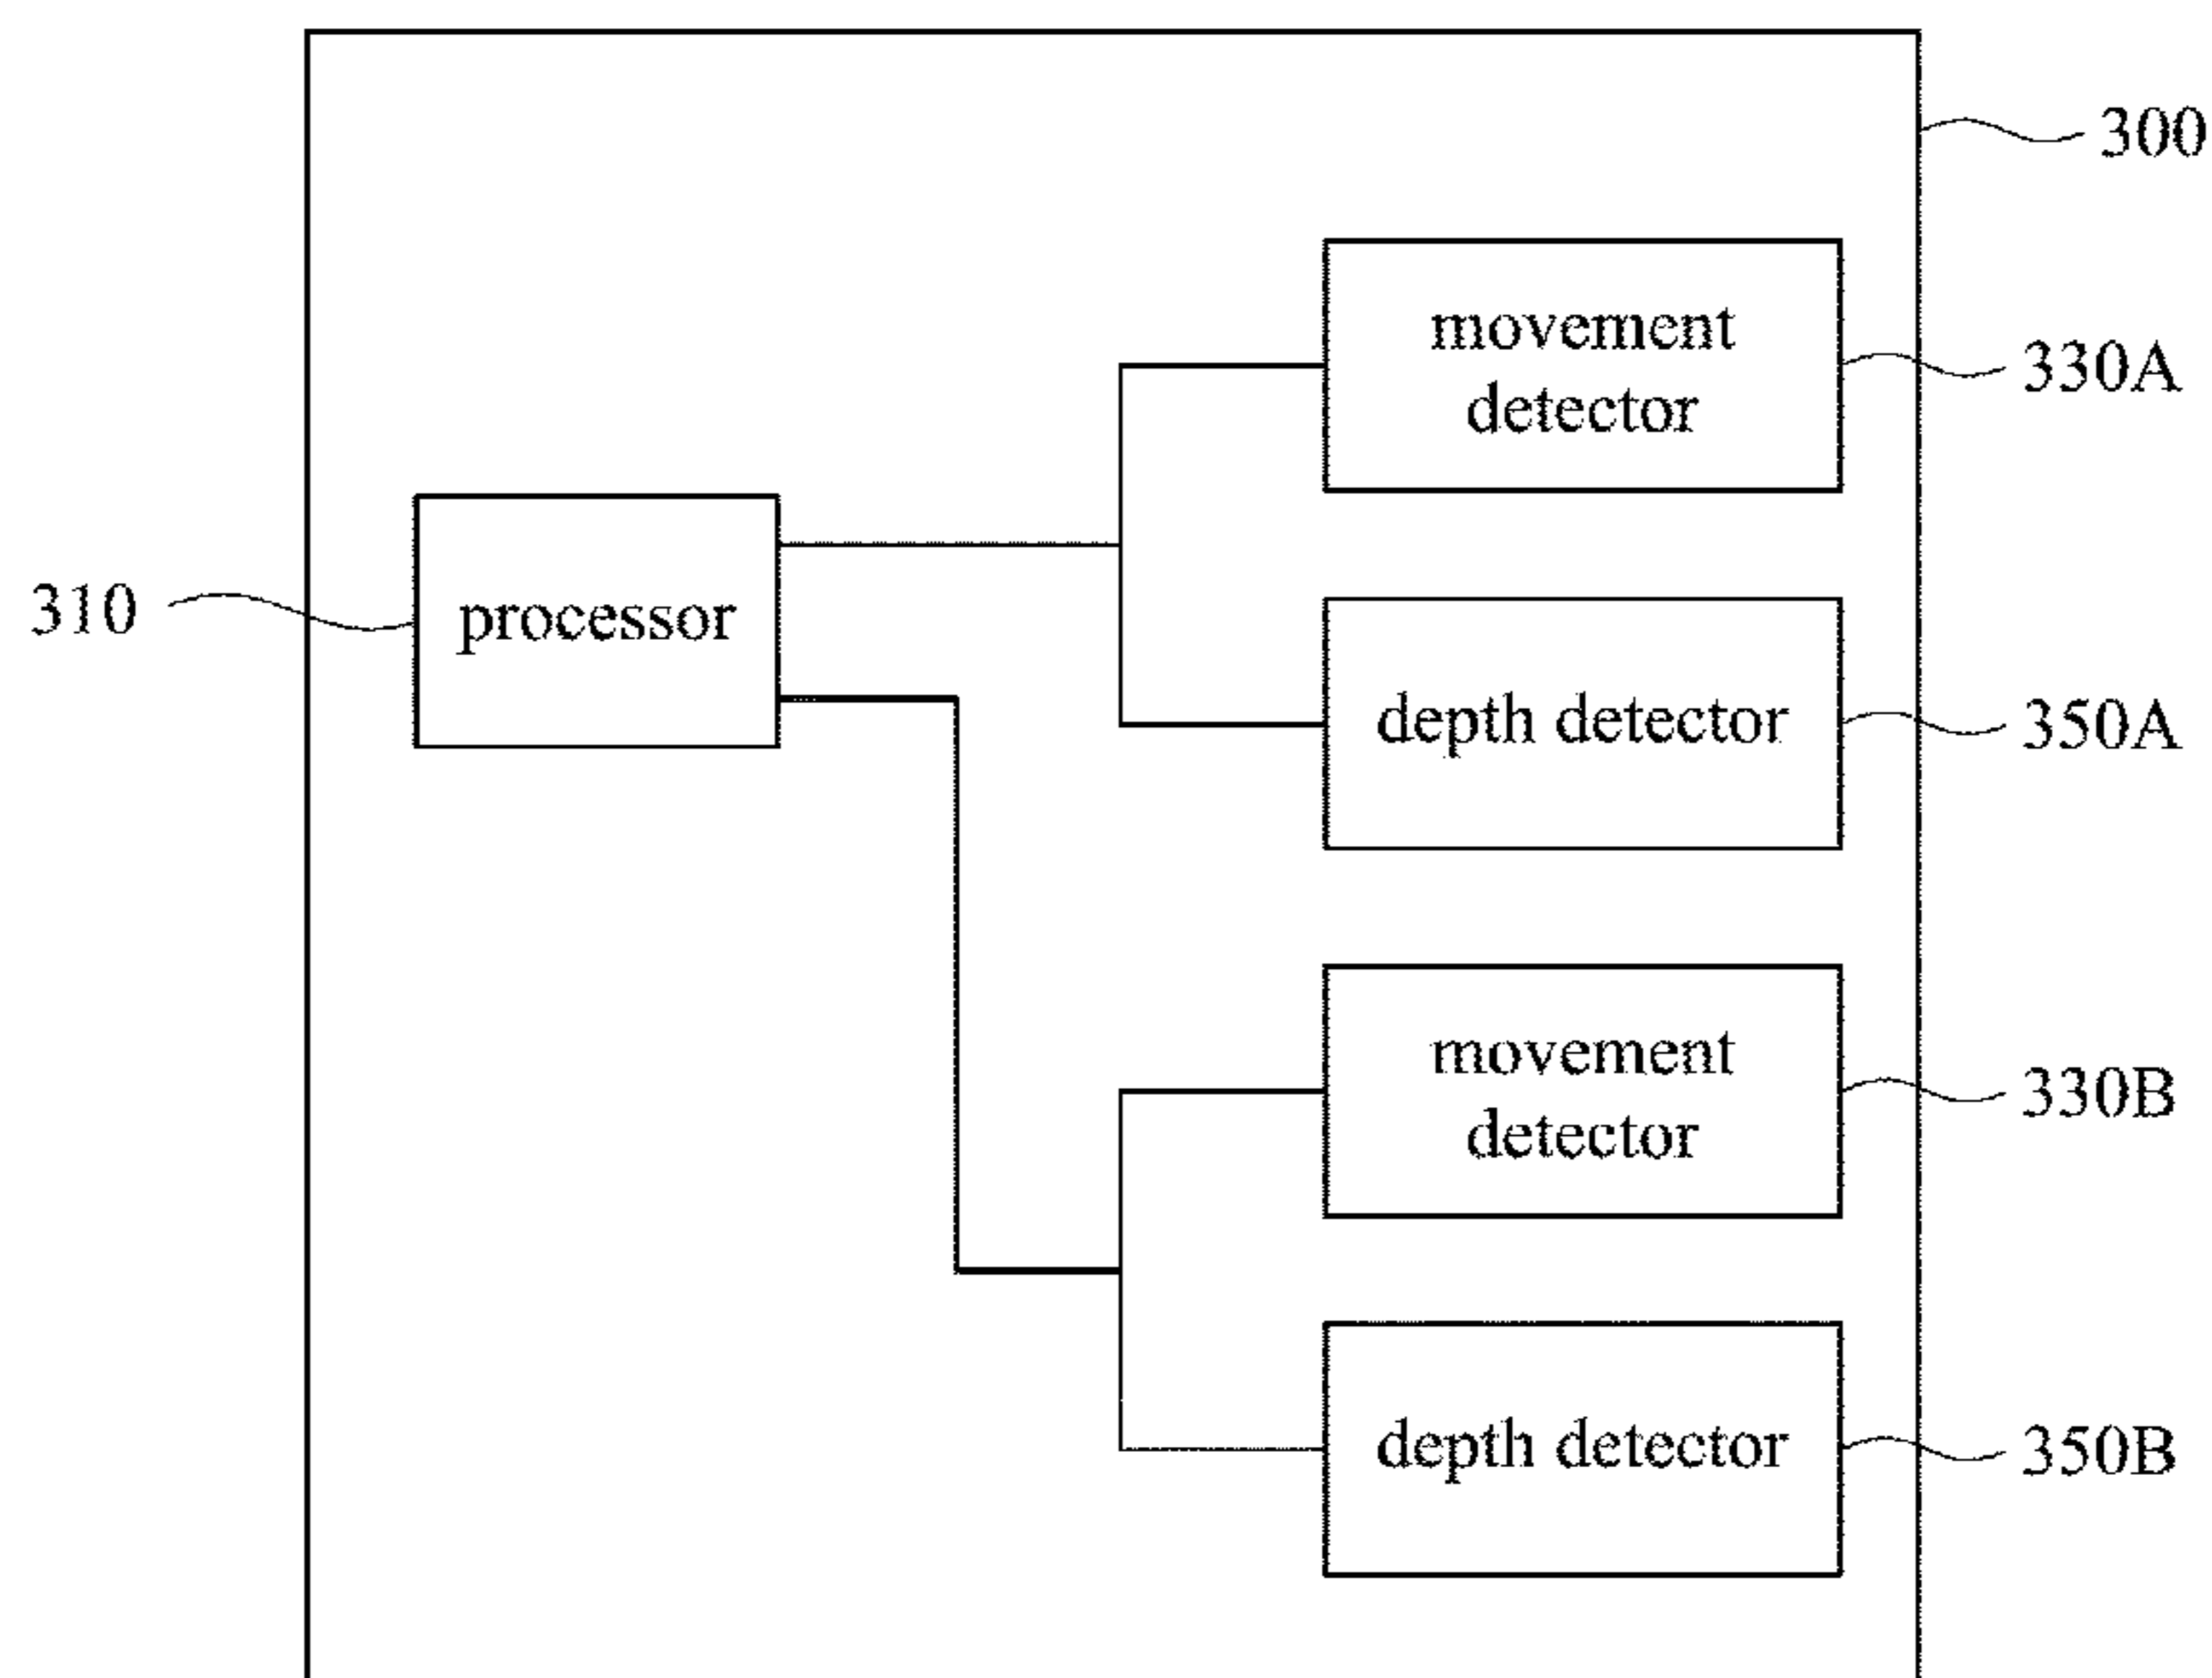 300
movement
detector
330A
310
processor
depth detector
350A
movement
detector
330B
depth detector
350B